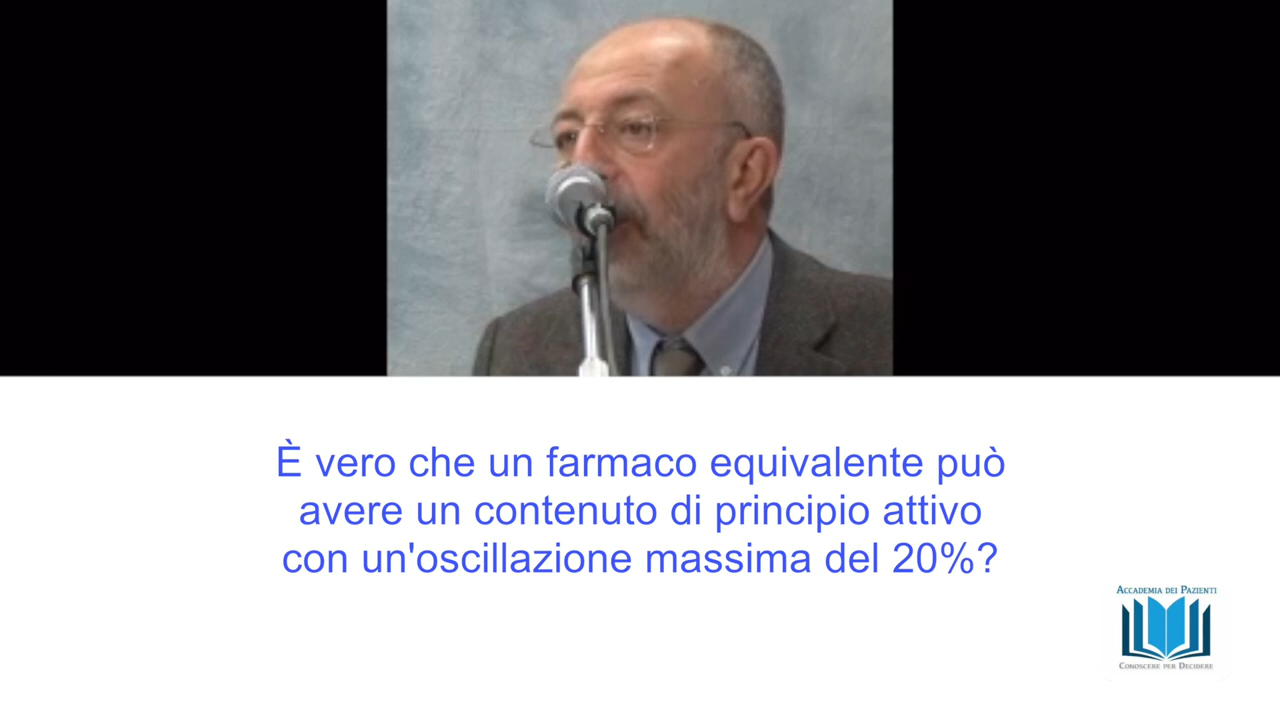 È vero che un farmaco equivalente può
avere un contenuto di principio attivo
con un'oscillazione massima del 20%?
ACCADEMIA DEI PAZIENTI
CONOSCERE PER DECIDERE